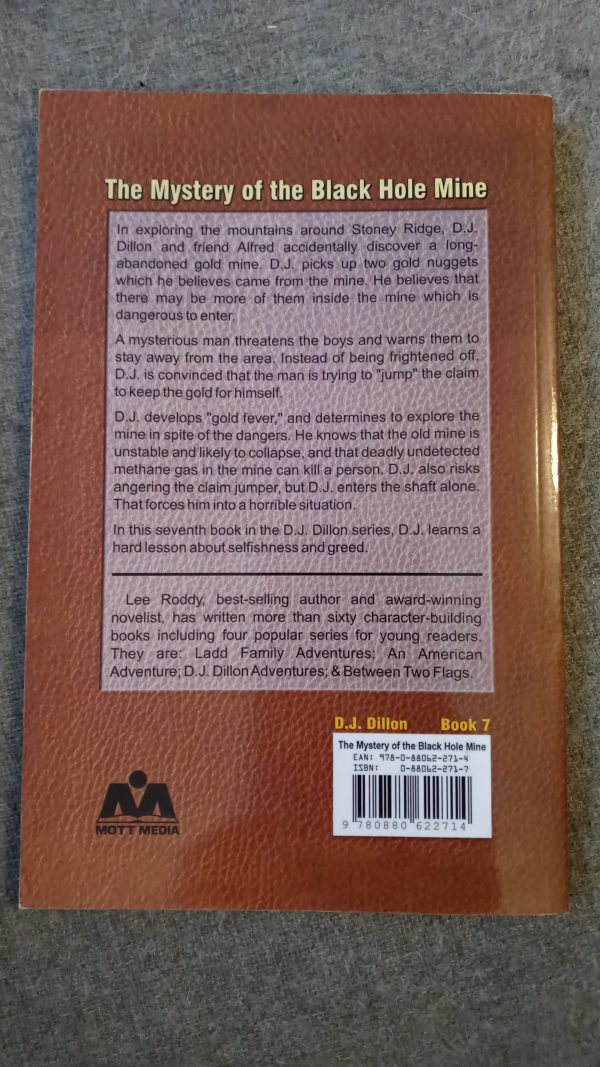 The Mystery of the Black Hole Mine
In exploring the mountains around Stoney Ridge, D.J.
Dillon and friend Alfred accidentally discover a long-
abandoned gold mine. D.J. picks up two gold nuggets
which he believes came from the mine. He believes that
there may be more of them inside the mine which is
dangerous to enter.
A mysterious man threatens the boys and warns them to
stay away from the area. Instead of being frightened off,
D.J. is convinced that the man is trying to "jump" the claim
to keep the gold for himself.
D.J. develops "gold fever," and determines to explore the
mine in spite of the dangers. He knows that the old mine is
unstable and likely to collapse, and that deadly undetected
methane gas in the mine can kill a person. D.J. also risks
angering the claim jumper, but D.J. enters the shaft alone.
That forces him into a horrible situation.
In this seventh book in the D.J. Dillon series, D.J. learns a
hard lesson about selfishness and greed.
Lee Roddy, best-selling author and award-winning
novelist, has written more than sixty character-building
books including four popular series for young readers.
They are: Ladd Family Adventures; An American
Adventure; D.J. Dillon Adventures; & Between Two Flags.
D.J. Dillon Book 7
The Mystery of the Black Hole Mine
EAN: 978-0-88062-271-4
ISBN: 0-88062-271-7
9 780880 622714
MOTT MEDIA